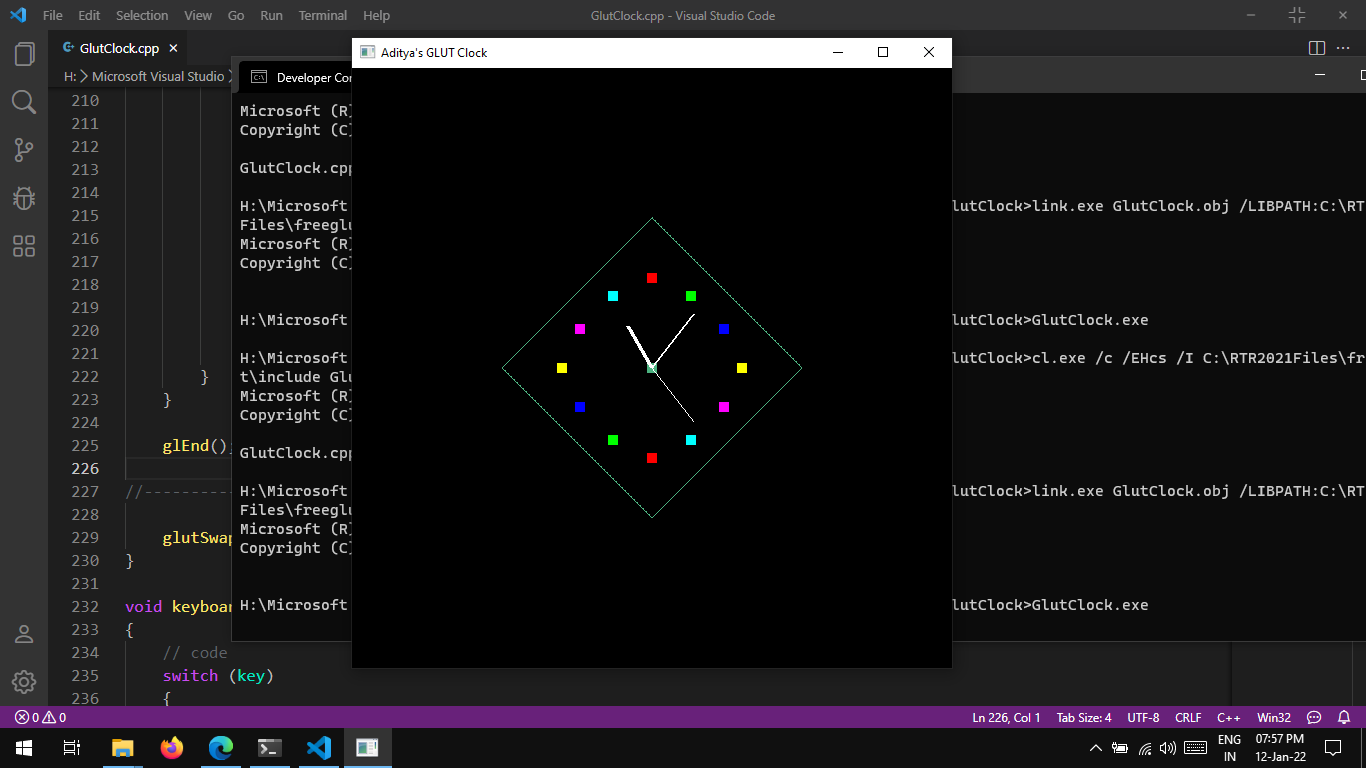 File Edit Selection View Go Run Terminal Help
GlutClock.cpp - Visual Studio Code
GlutClock.cpp
H: > Microsoft Visual Studio >
210
211
212
213
214
215
216
217
218
219
220
221
222 }
223 }
224
225 glEnd();
226
227 //-----------
228
229 glutSwap
230 }
231
232 void keyboar
233 {
234 // code
235 switch (key)
236 {
Developer Co
Microsoft (R)
Copyright (C)
GlutClock.cpp
H:\Microsoft
lutClock>link.exe GlutClock.obj /LIBPATH:C:\RT
Files\freeglu
Microsoft (R)
Copyright (C)
H:\Microsoft
lutClock>GlutClock.exe
H:\Microsoft
lutClock>cl.exe /c /EHcs /I C:\RTR2021Files\fr
t\include Glu
Microsoft (R)
Copyright (C)
GlutClock.cpp
H:\Microsoft
lutClock>link.exe GlutClock.obj /LIBPATH:C:\RT
Files\freeglu
Microsoft (R)
Copyright (C)
H:\Microsoft
lutClock>GlutClock.exe
Aditya's GLUT Clock
0 0
Ln 226, Col 1 Tab Size: 4 UTF-8 CRLF C++ Win32
ENG
IN
07:57 PM
12-Jan-22